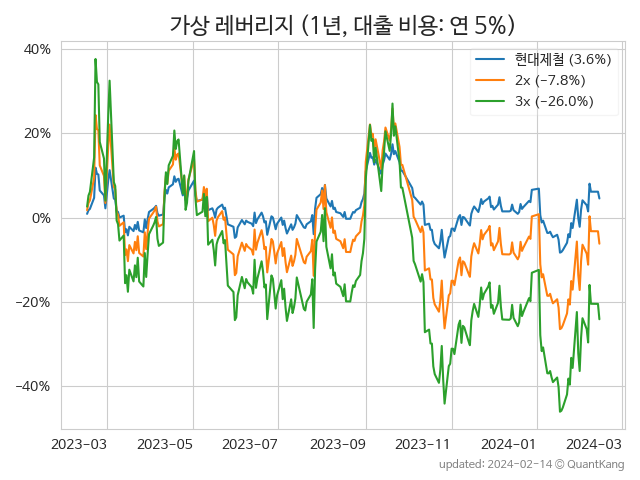 가상 레버리지 (1년, 대출 비용: 연 5%)
현대제철 (3.6%)
2x (−7.8%)
3x (−26.0%)
40%
20%
0%
−20%
−40%
2023-03 2023-05 2023-07 2023-09 2023-11 2024-01 2024-03
updated: 2024-02-14 © QuantKang